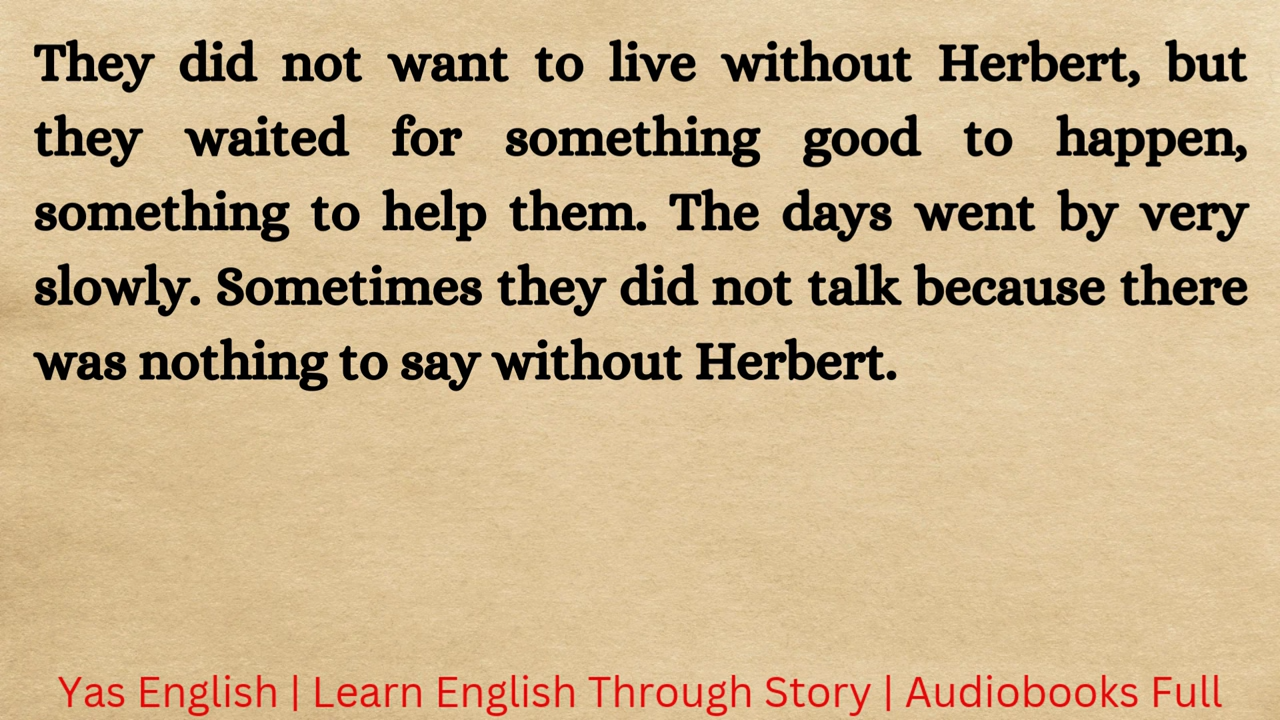 They did not want to live without Herbert, but
they waited for something good to happen,
something to help them. The days went by very
slowly. Sometimes they did not talk because there
was nothing to say without Herbert.
Yas English | Learn English Through Story | Audiobooks Full